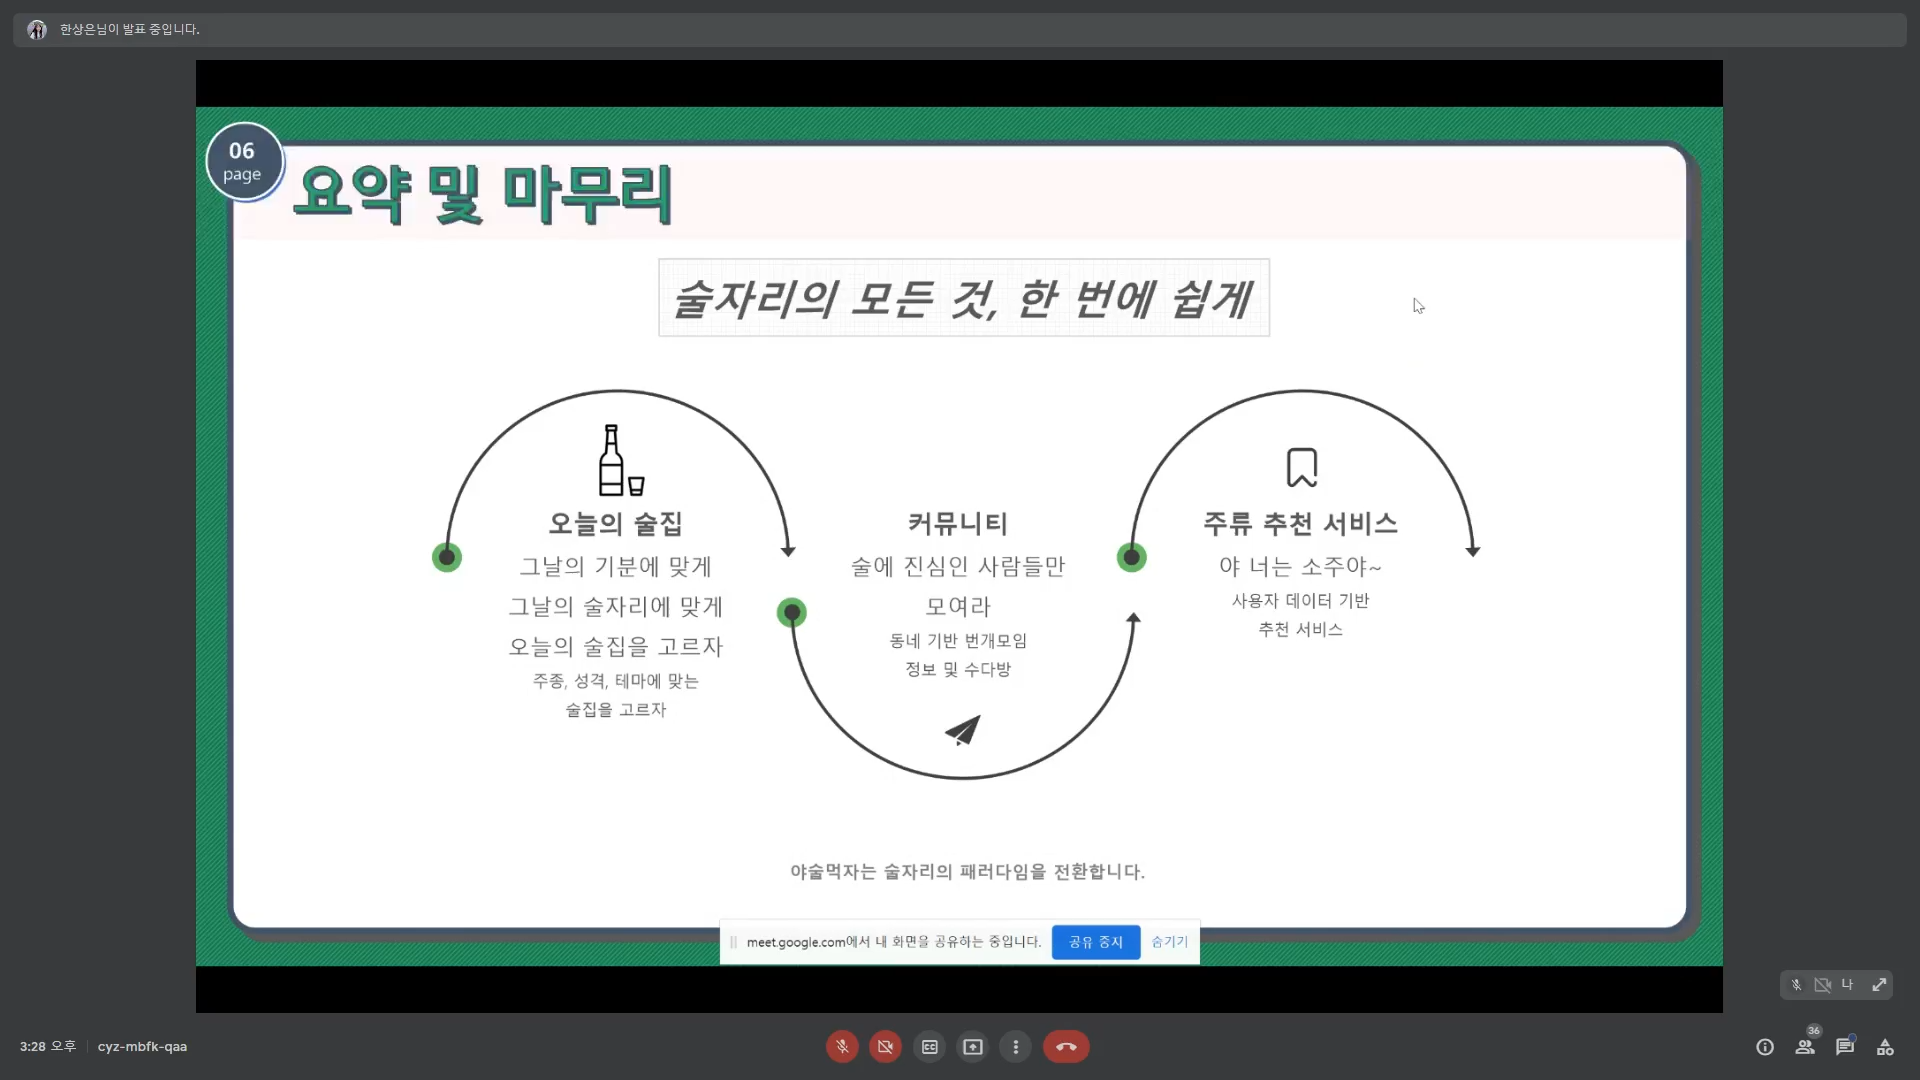 한상은님이 발표 중입니다.
06
page
요약 및 마무리
술자리의 모든 것, 한 번에 쉽게
오늘의 술집
그날의 기분에 맞게
그날의 술자리에 맞게
오늘의 술집을 고르자
주종, 성격, 테마에 맞는
술집을 고르자
커뮤니티
술에 진심인 사람들만
모여라
동네 기반 번개모임
정보 및 수다방
주류 추천 서비스
야 너는 소주야~
사용자 데이터 기반
추천 서비스
야술먹자는 술자리의 패러다임을 전환합니다.
meet.google.com에서 내 화면을 공유하는 중입니다. 공유 중지 숨기기
나
3:28 오후 cyz-mbfk-qaa
36